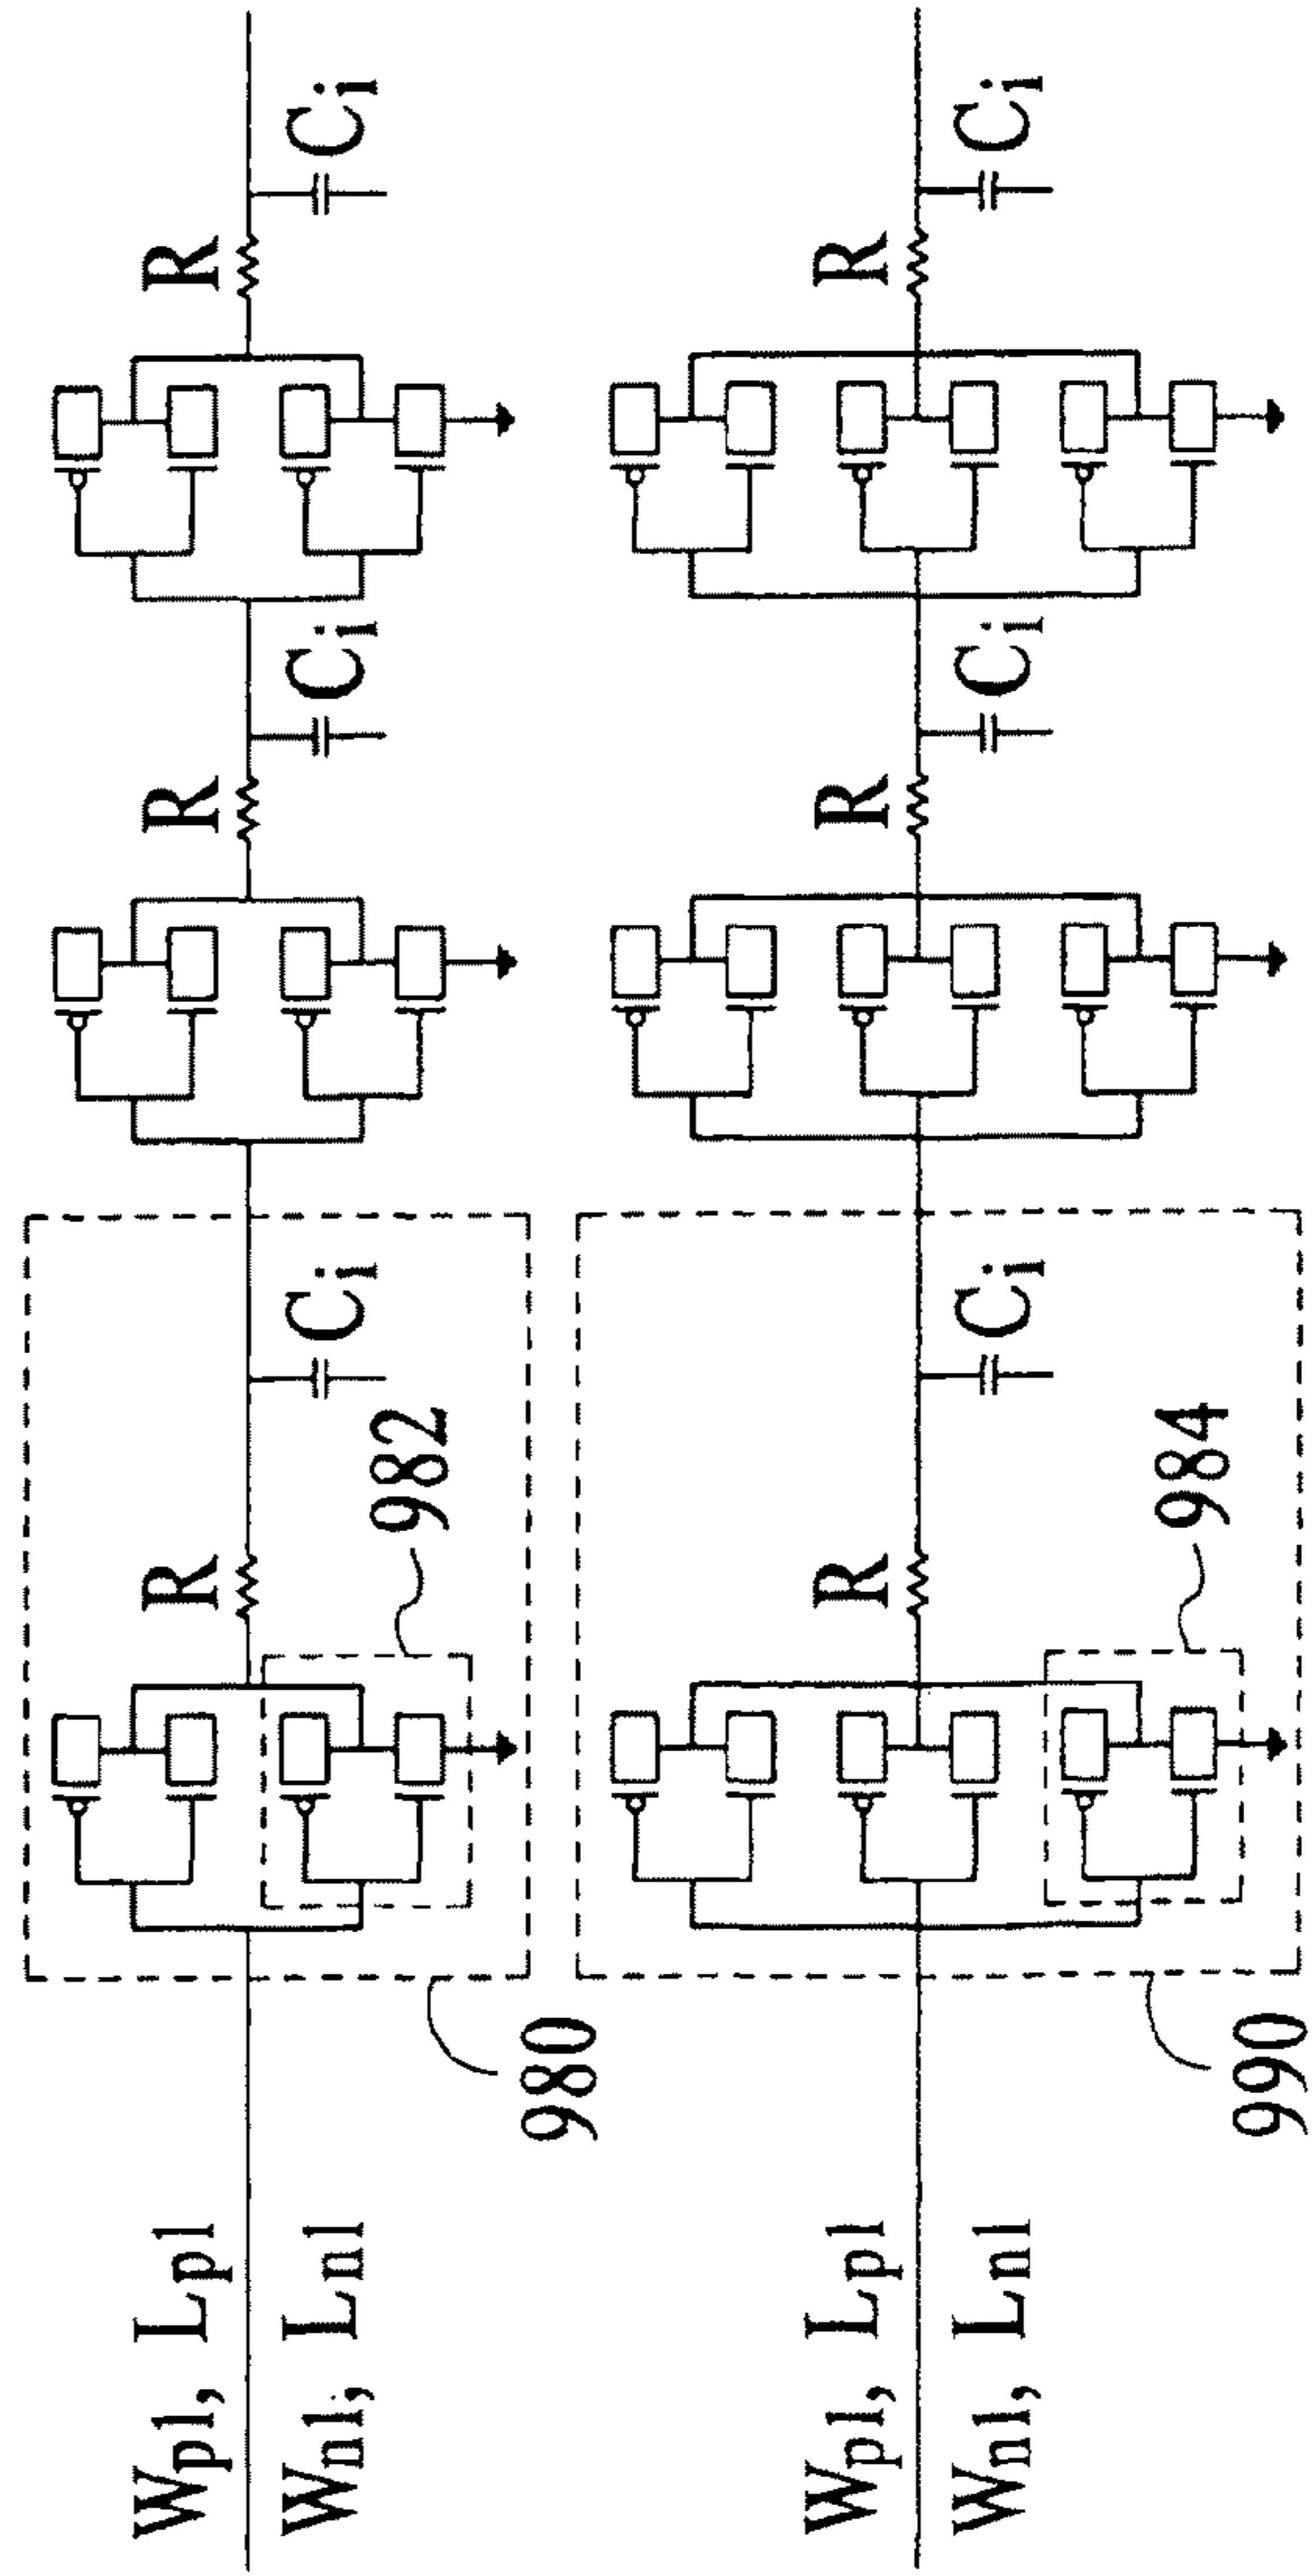 Wp1, Lp1
Wn1, Ln1
980
982
R
Ci
R
Ci
R
Ci
Wp1, Lp1
Wn1, Ln1
990
984
R
Ci
R
Ci
R
Ci